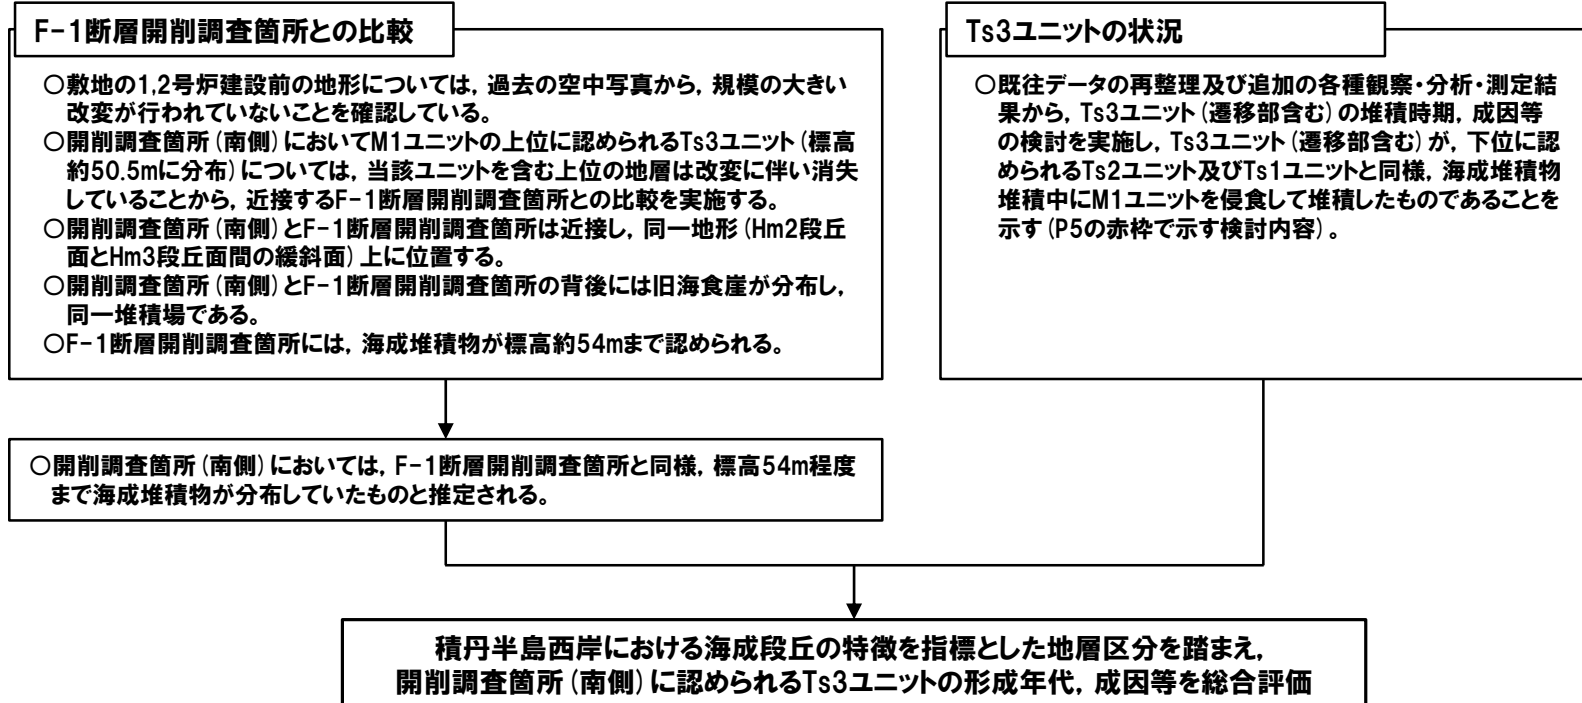 F-1断層開削調査箇所との比較
○敷地の1,2号炉建設前の地形については,過去の空中写真から,規模の大きい
改変が行われていないことを確認している。
○開削調査箇所(南側)においてM1ユニットの上位に認められるTs3ユニット(標高
約50.5mに分布)については,当該ユニットを含む上位の地層は改変に伴い消失
していることから,近接するF-1断層開削調査箇所との比較を実施する。
○開削調査箇所(南側)とF-1断層開削調査箇所は近接し,同一地形(Hm2段丘
面とHm3段丘面間の緩斜面)上に位置する。
○開削調査箇所(南側)とF-1断層開削調査箇所の背後には旧海食崖が分布し,
同一堆積場である。
○F-1断層開削調査箇所には,海成堆積物が標高約54mまで認められる。
Ts3ユニットの状況
○既往データの再整理及び追加の各種観察・分析・測定結
果から,Ts3ユニット(遷移部含む)の堆積時期,成因等
の検討を実施し,Ts3ユニット(遷移部含む)が,下位に認
められるTs2ユニット及びTs1ユニットと同様,海成堆積物
堆積中にM1ユニットを侵食して堆積したものであることを
示す(P5の赤枠で示す検討内容)。
○開削調査箇所(南側)においては,F-1断層開削調査箇所と同様,標高54m程度
まで海成堆積物が分布していたものと推定される。
積丹半島西岸における海成段丘の特徴を指標とした地層区分を踏まえ,
開削調査箇所(南側)に認められるTs3ユニットの形成年代,成因等を総合評価